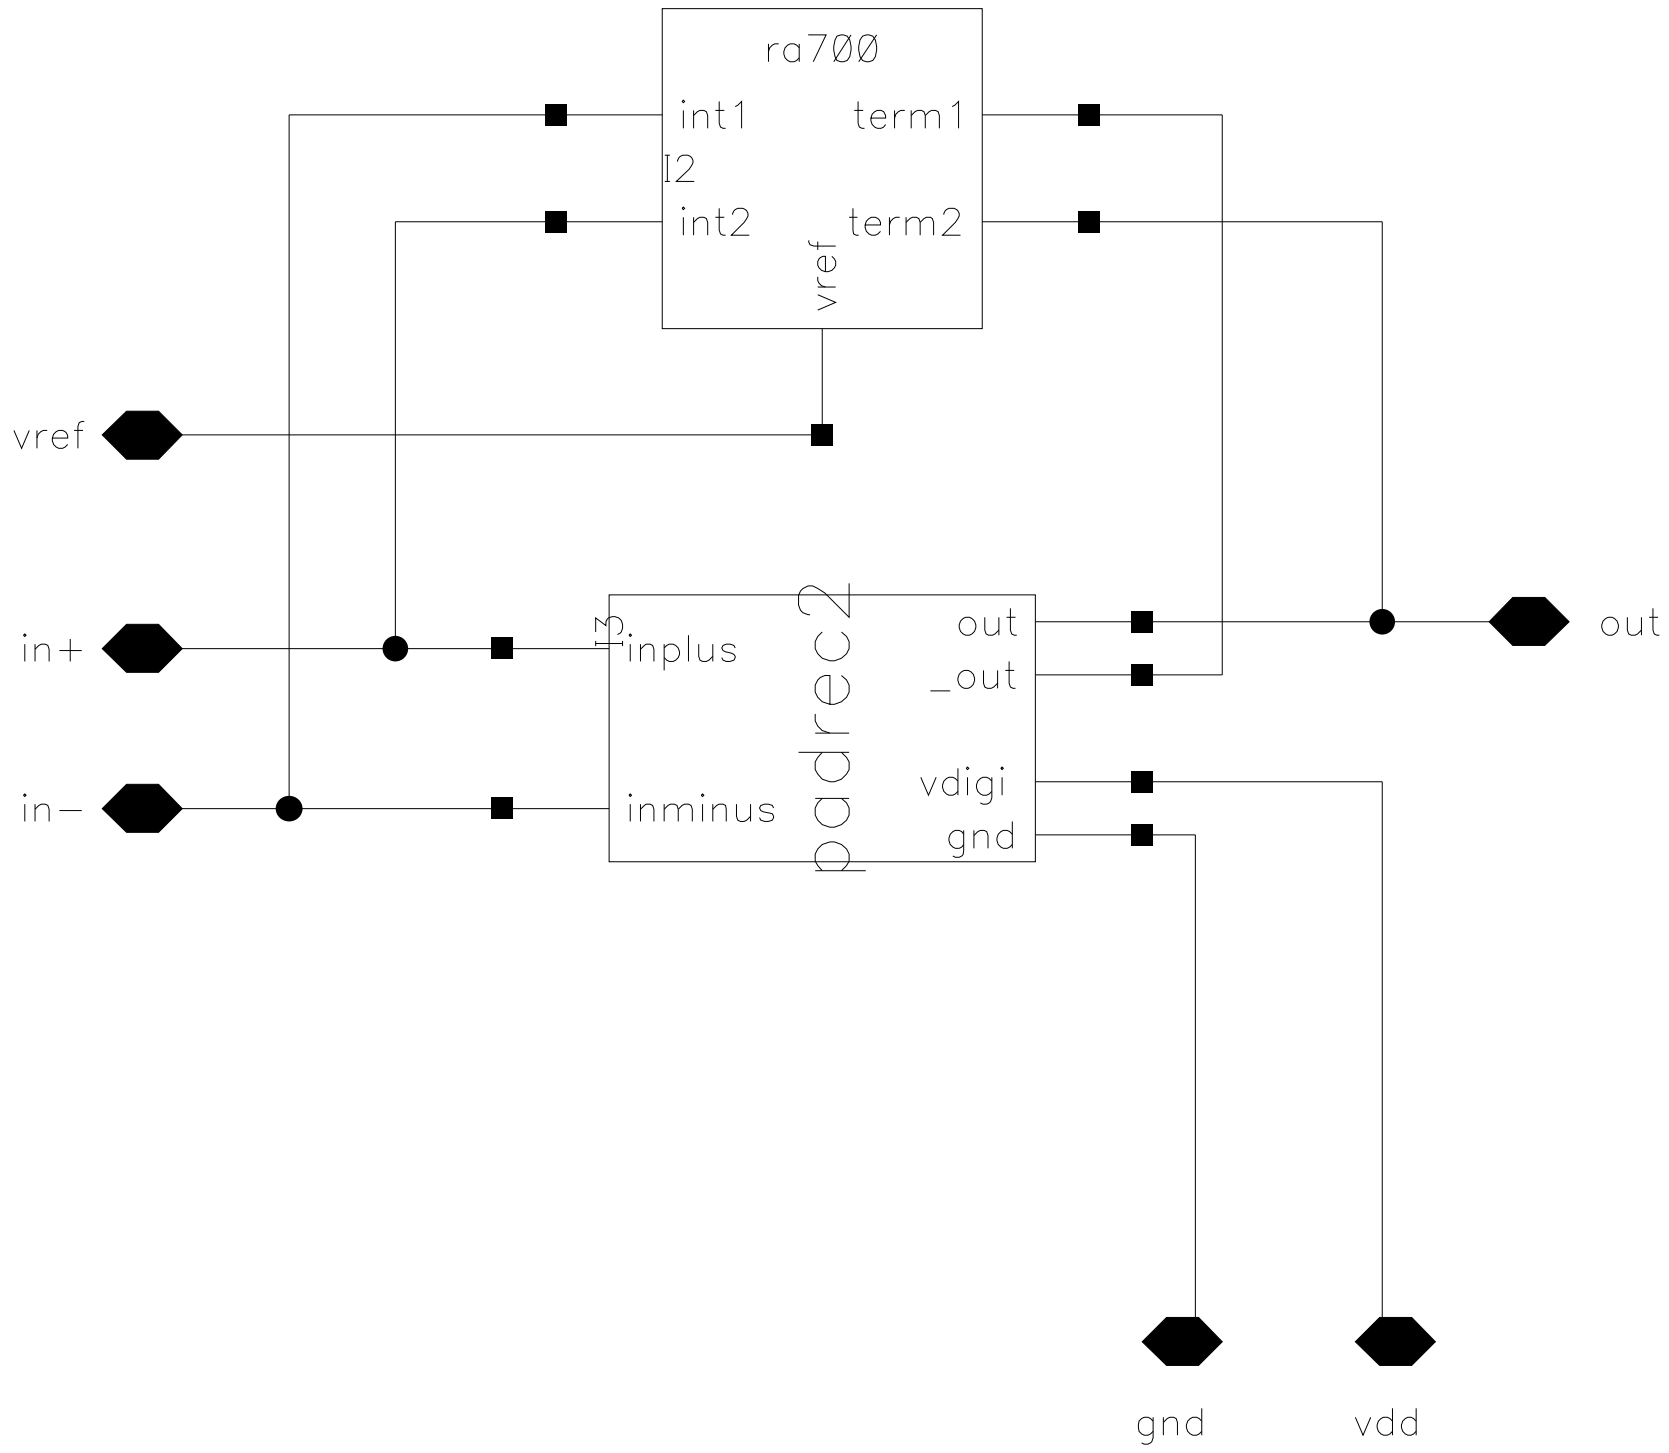 ra700
int1
term1
I2
int2
term2
vref
vref
padrec2
I3
out
out
in+
inplus
_out
vdigi
in-
inminus
gnd
gnd
vdd